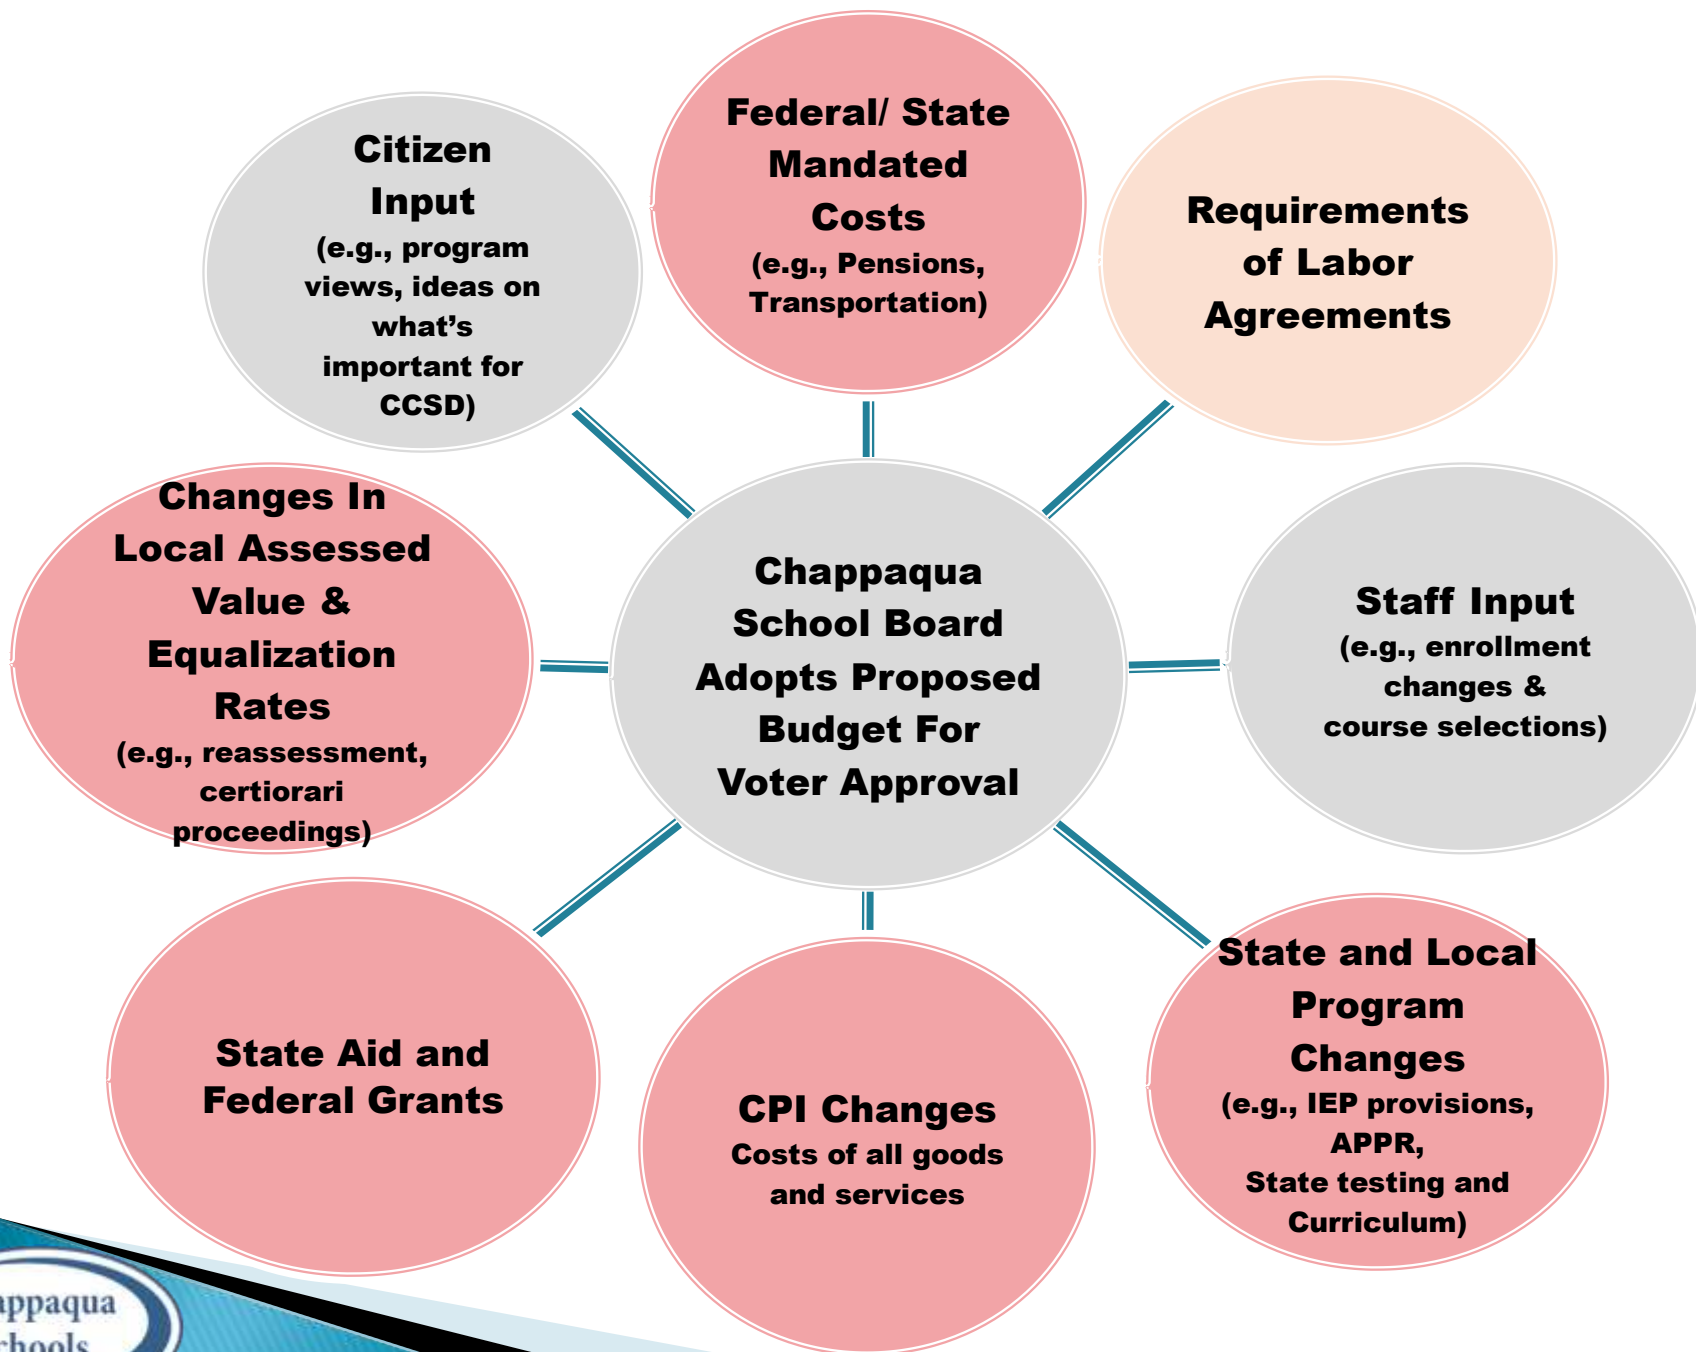 Federal/ State
Mandated
Costs
(e.g., Pensions,
Transportation)
Citizen
Input
(e.g., program
views, ideas on
what's
important for
CCSD)
Requirements
of Labor
Agreements
Changes In
Local Assessed
Value &
Equalization
Rates
(e.g., reassessment,
certiorari
proceedings)
Chappaqua
School Board
Adopts Proposed
Budget For
Voter Approval
Staff Input
(e.g., enrollment
changes &
course selections)
State Aid and
Federal Grants
CPI Changes
Costs of all goods
and services
State and Local
Program
Changes
(e.g., IEP provisions,
APPR,
State testing and
Curriculum)
appaqua
chools